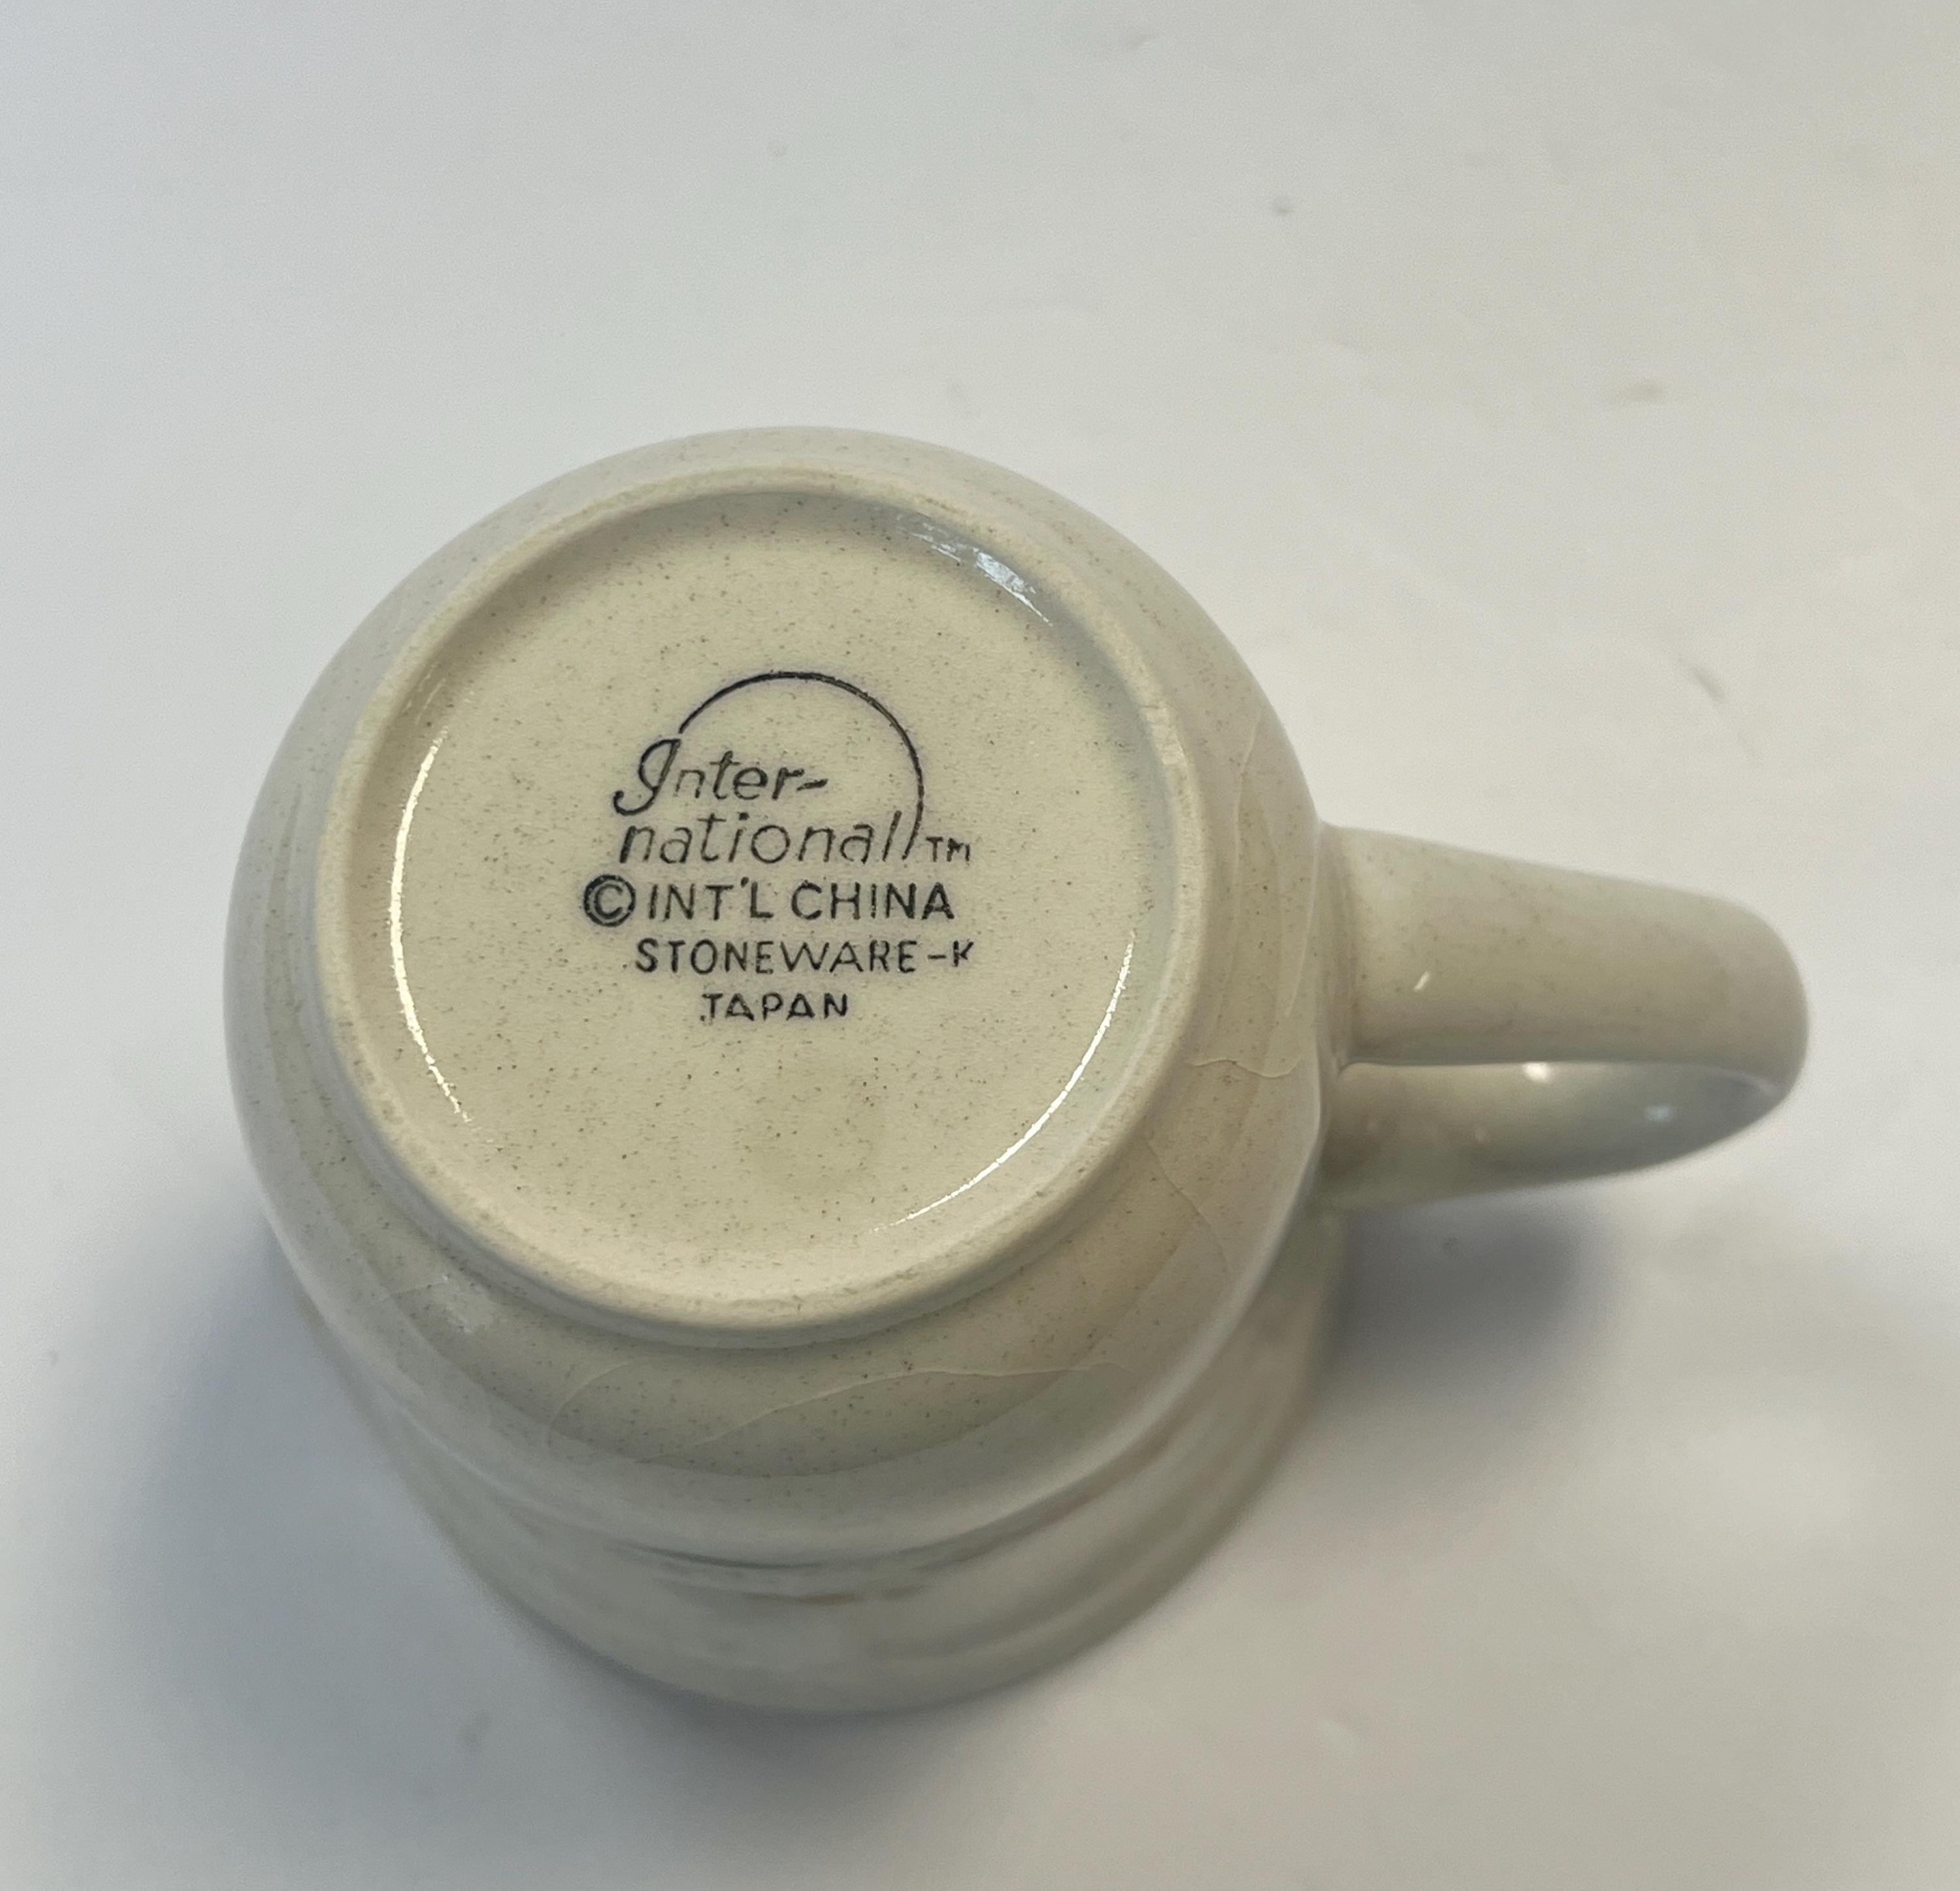 Inter-
national TM
© INT'L CHINA
STONEWARE-K
JAPAN